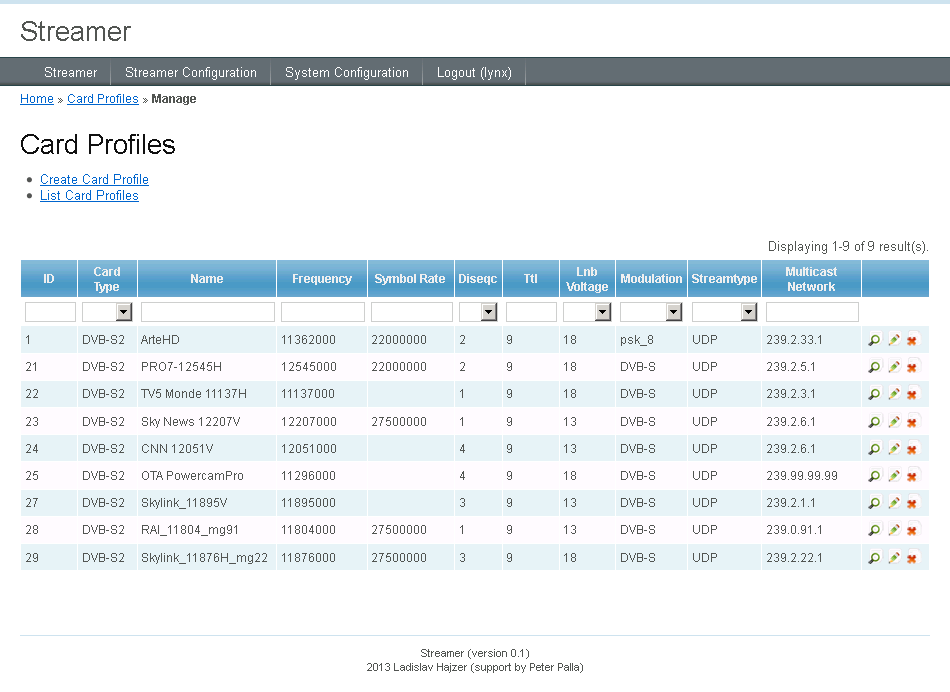 Streamer
Streamer Streamer Configuration System Configuration Logout (lynx)
Home » Card Profiles » Manage
Card Profiles
Create Card Profile
List Card Profiles
Displaying 1-9 of 9 result(s).
ID Card Type Name Frequency Symbol Rate Diseqc Ttl Lnb Voltage Modulation Streamtype Multicast Network
1 DVB-S2 ArteHD 11362000 22000000 2 9 18 psk_8 UDP 239.2.33.1
21 DVB-S2 PRO7-12545H 12545000 22000000 2 9 18 DVB-S UDP 239.2.5.1
22 DVB-S2 TV5 Monde 11137H 11137000 1 9 18 DVB-S UDP 239.2.3.1
23 DVB-S2 Sky News 12207V 12207000 27500000 1 9 13 DVB-S UDP 239.2.6.1
24 DVB-S2 CNN 12051V 12051000 4 9 13 DVB-S UDP 239.2.6.1
25 DVB-S2 OTA PowercamPro 11296000 4 9 18 DVB-S UDP 239.99.99.99
27 DVB-S2 Skylink_11895V 11895000 3 9 13 DVB-S UDP 239.2.1.1
28 DVB-S2 RAI_11804_mg91 11804000 27500000 1 9 13 DVB-S UDP 239.0.91.1
29 DVB-S2 Skylink_11876H_mg22 11876000 27500000 3 9 18 DVB-S UDP 239.2.22.1
Streamer (version 0.1)
2013 Ladislav Hajzer (support by Peter Palla)